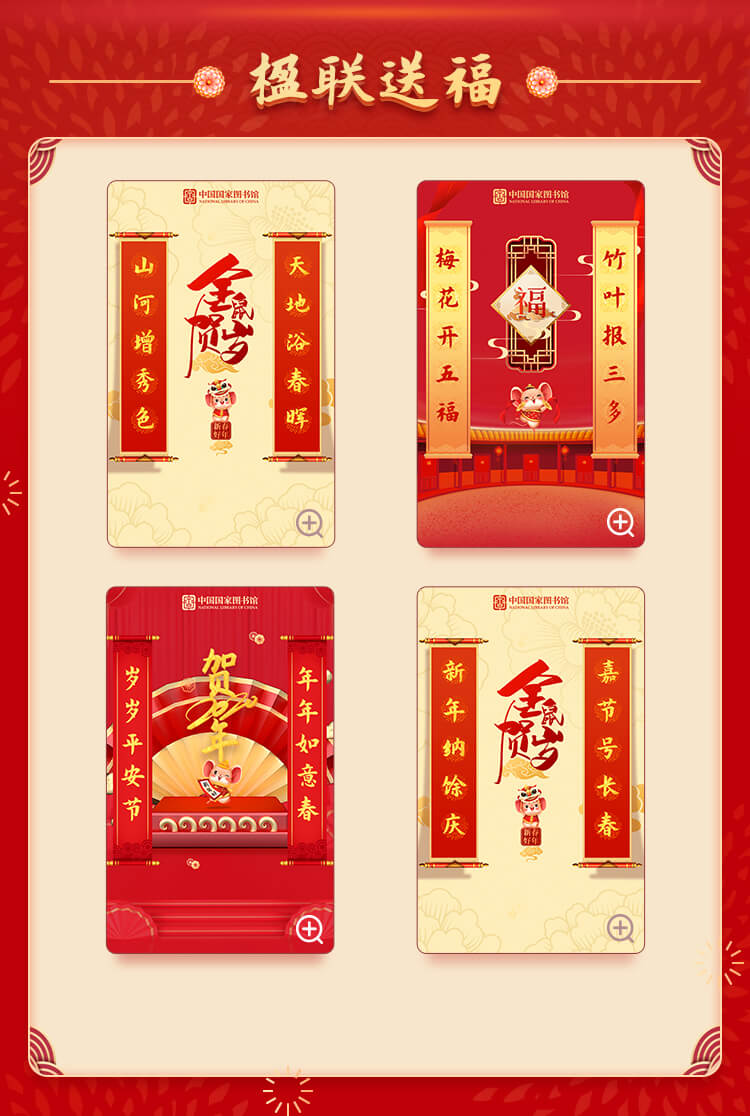 楹联送福
中国国家图书馆
NATIONAL LIBRARY OF CHINA
天地浴春晖
山河增秀色
金鼠贺岁
新春好年
中国国家图书馆
NATIONAL LIBRARY OF CHINA
竹叶报三多
梅花开五福
福
中国国家图书馆
NATIONAL LIBRARY OF CHINA
年年如意春
岁岁平安节
贺年
2020
中国国家图书馆
NATIONAL LIBRARY OF CHINA
嘉节号长春
新年纳馀庆
金鼠贺岁
新春好年